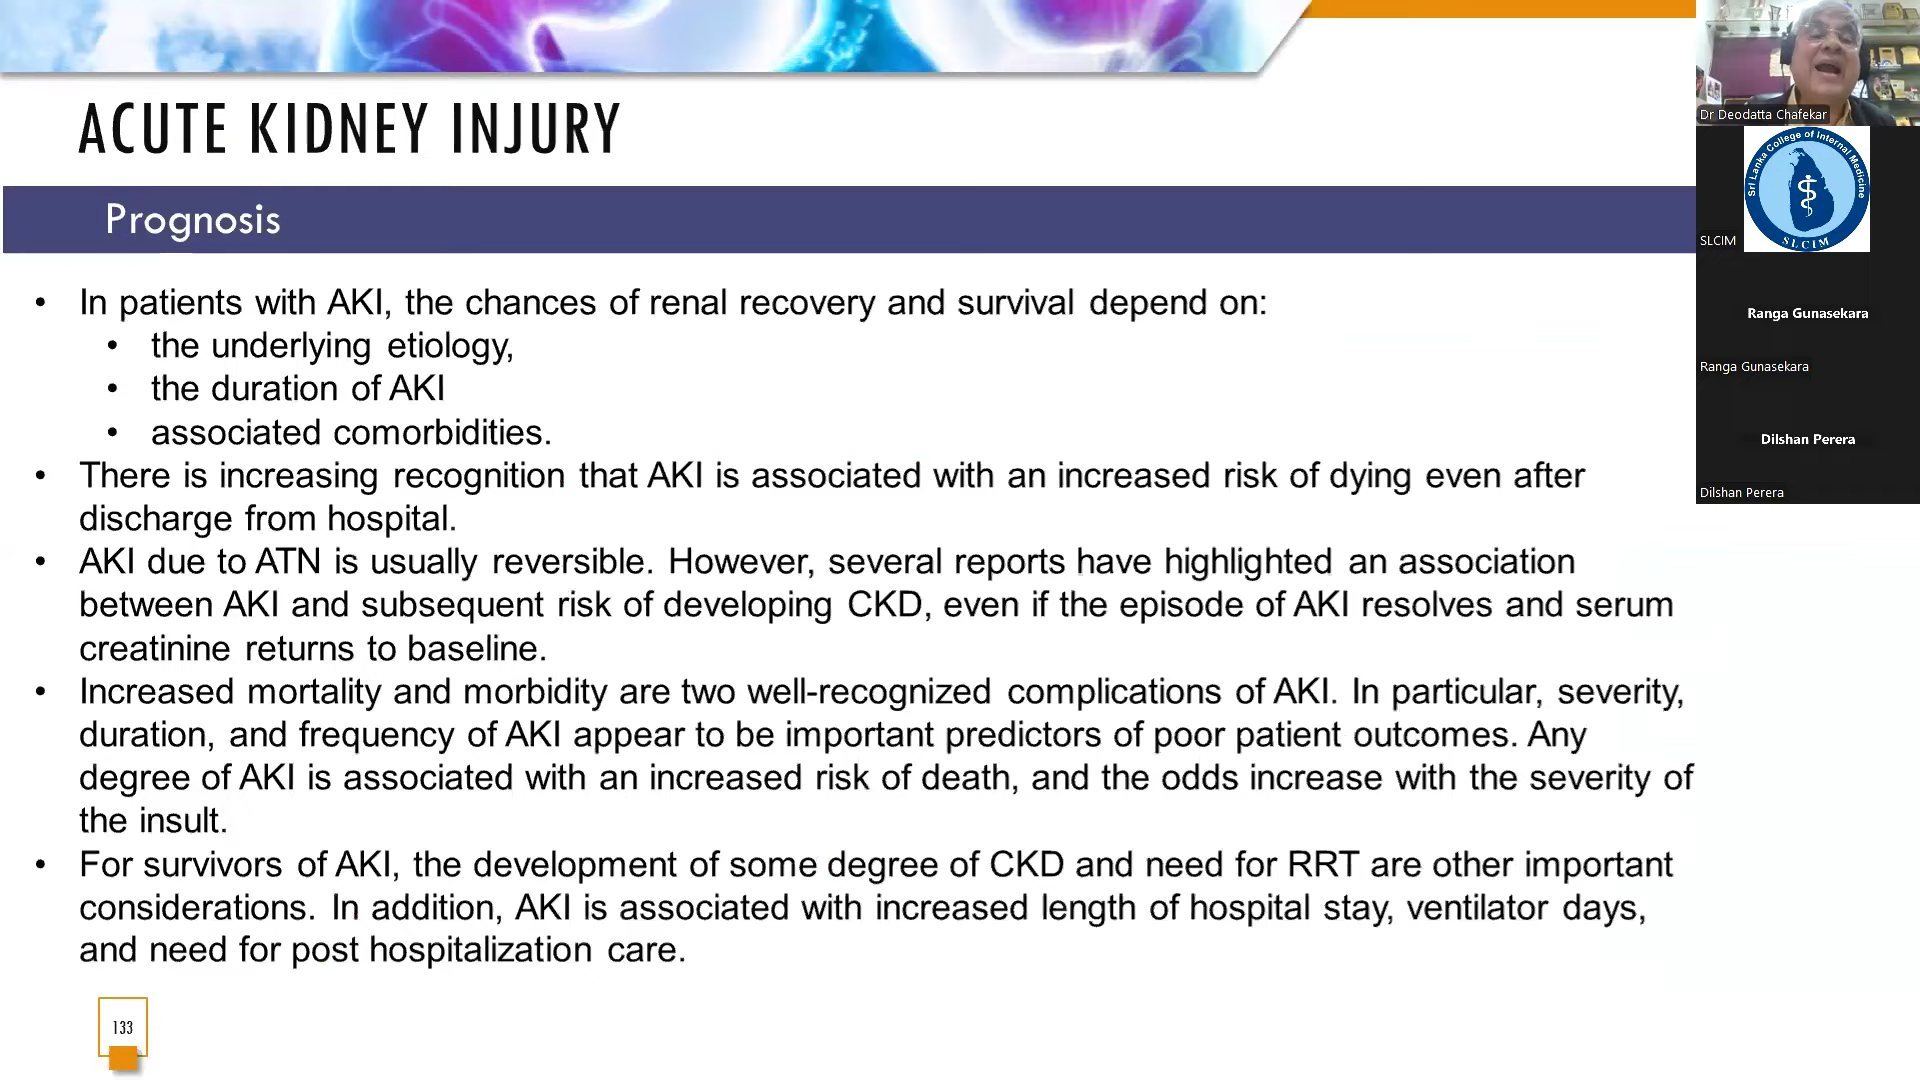 ACUTE KIDNEY INJURY
Prognosis
• In patients with AKI, the chances of renal recovery and survival depend on:
• the underlying etiology,
• the duration of AKI
• associated comorbidities.
• There is increasing recognition that AKI is associated with an increased risk of dying even after
discharge from hospital.
• AKI due to ATN is usually reversible. However, several reports have highlighted an association
between AKI and subsequent risk of developing CKD, even if the episode of AKI resolves and serum
creatinine returns to baseline.
• Increased mortality and morbidity are two well-recognized complications of AKI. In particular, severity,
duration, and frequency of AKI appear to be important predictors of poor patient outcomes. Any
degree of AKI is associated with an increased risk of death, and the odds increase with the severity of
the insult.
• For survivors of AKI, the development of some degree of CKD and need for RRT are other important
considerations. In addition, AKI is associated with increased length of hospital stay, ventilator days,
and need for post hospitalization care.
133
Dr Deodatta Chafekar
Sri Lanka College of Internal Medicine
SLCIM
SLCIM
Ranga Gunasekara
Ranga Gunasekara
Dilshan Perera
Dilshan Perera